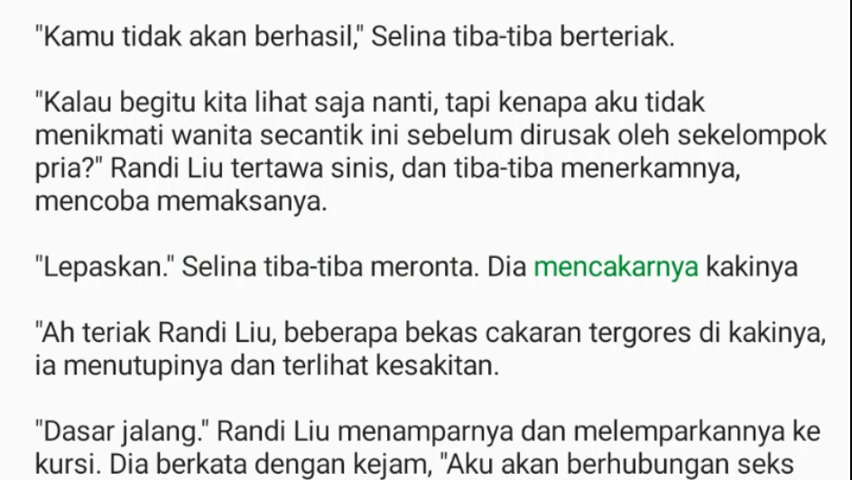 "Kamu tidak akan berhasil," Selina tiba-tiba berteriak.
"Kalau begitu kita lihat saja nanti, tapi kenapa aku tidak
menikmati wanita secantik ini sebelum dirusak oleh sekelompok
pria?" Randi Liu tertawa sinis, dan tiba-tiba menerkamnya,
mencoba memaksanya.
"Lepaskan." Selina tiba-tiba meronta. Dia mencakarnya kakinya
"Ah teriak Randi Liu, beberapa bekas cakaran tergores di kakinya,
ia menutupinya dan terlihat kesakitan.
"Dasar jalang." Randi Liu menamparnya dan melemparkannya ke
kursi. Dia berkata dengan kejam, "Aku akan berhubungan seks